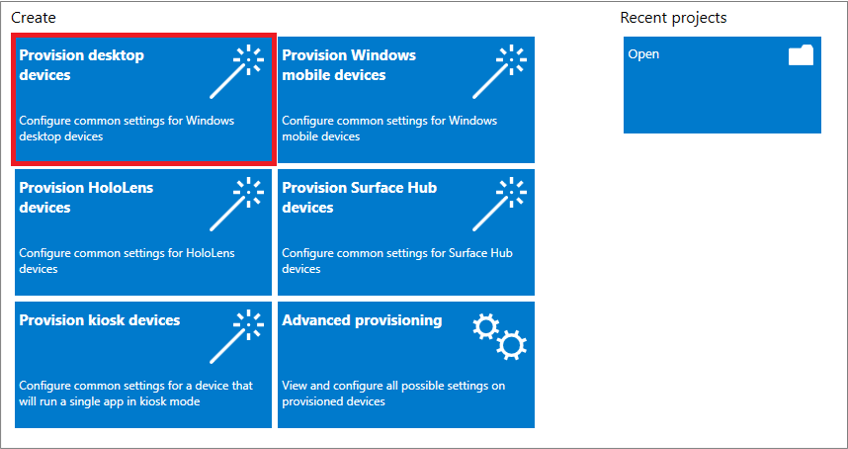 Create
Recent projects
Provision desktop
devices
Configure common settings for Windows
desktop devices
Provision Windows
mobile devices
Configure common settings for Windows
mobile devices
Open
Provision HoloLens
devices
Configure common settings for HoloLens
devices
Provision Surface Hub
devices
Configure common settings for Surface Hub
devices
Provision kiosk devices
Configure common settings for a device that
will run a single app in kiosk mode
Advanced provisioning
View and configure all possible settings on
provisioned devices